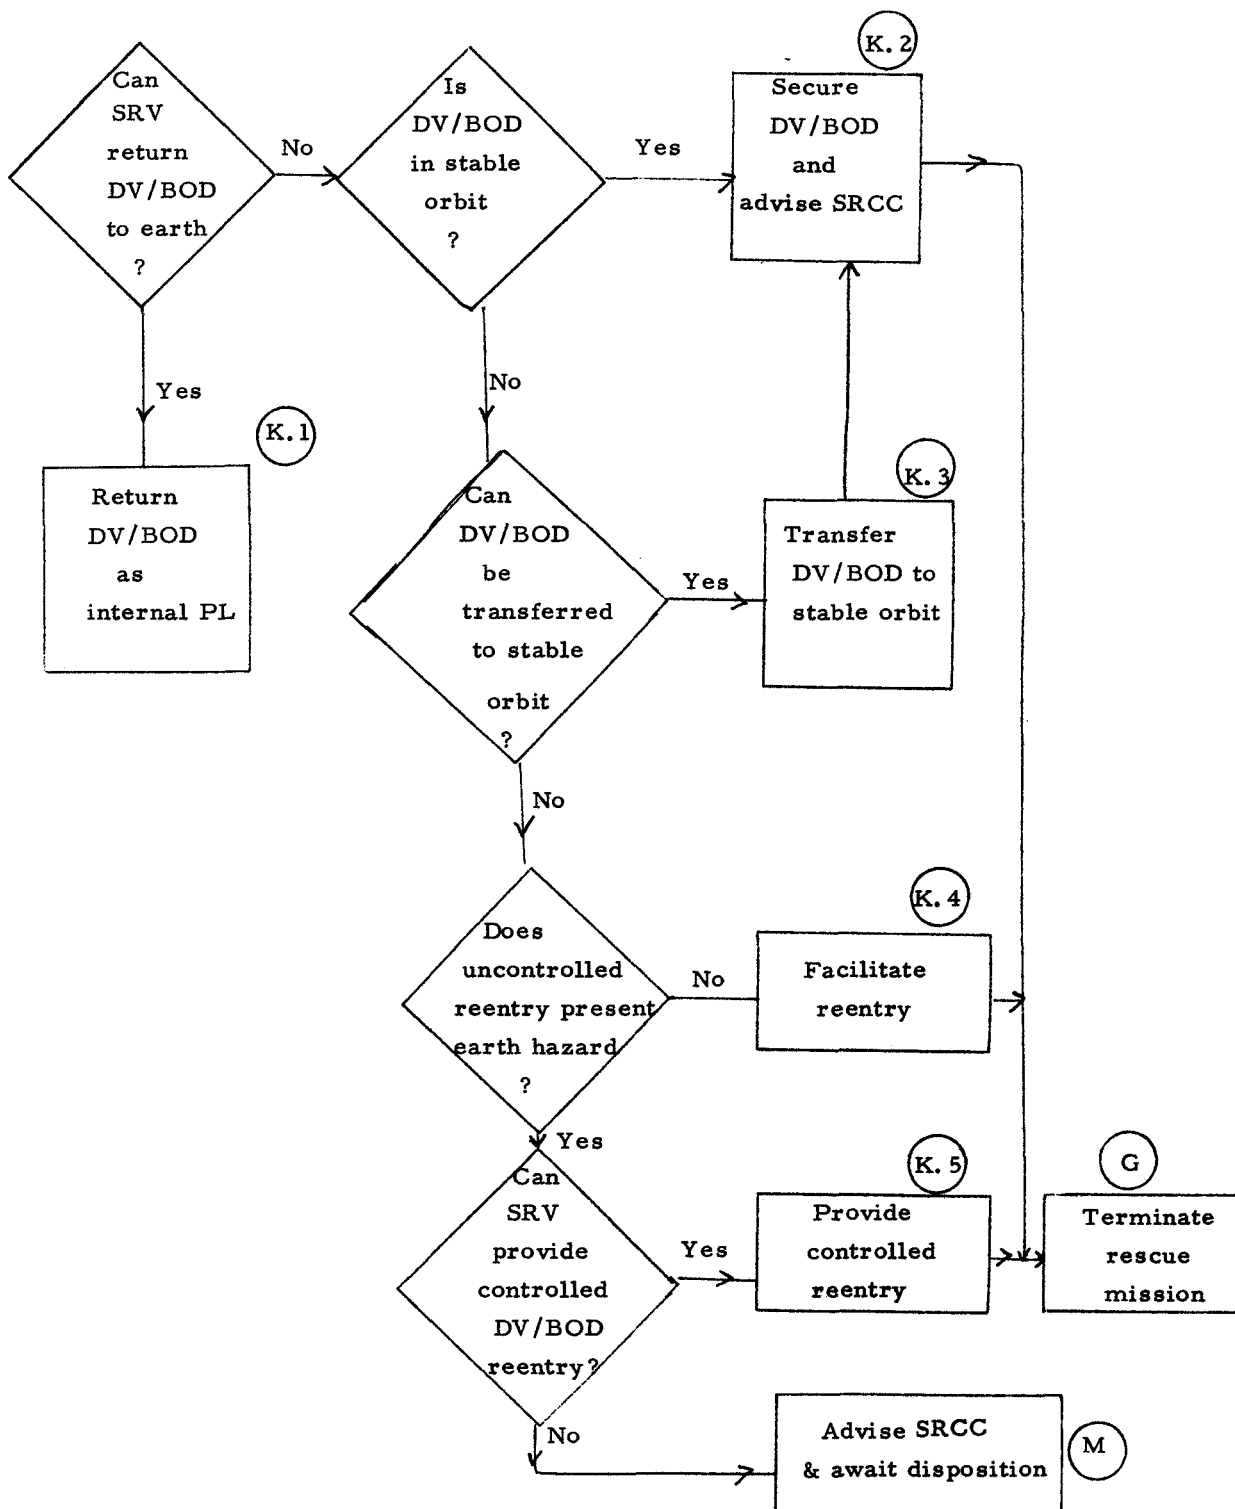 Can
SRV
return
DV/BOD
to earth
?
No
Is
DV/BOD
in stable
orbit
?
Yes
K.2
Secure
DV/BOD
and
advise SRCC
Yes
K.1
Return
DV/BOD
as
internal PL
No
Can
DV/BOD
be
transferred
to stable
orbit
?
Yes
K.3
Transfer
DV/BOD to
stable orbit
No
Does
uncontrolled
reentry present
earth hazard
?
No
K.4
Facilitate
reentry
Yes
Can
SRV
provide
controlled
DV/BOD
reentry?
Yes
K.5
Provide
controlled
reentry
G
Terminate
rescue
mission
No
Advise SRCC
& await disposition
M